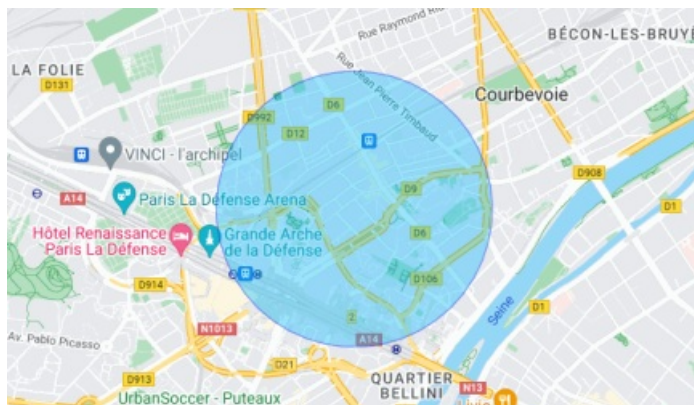 Rue Raymond Ri
BÉCON-LES-BRUYÈ
LA FOLIE
D131
Rue Jean Pierre Timbaud
Courbevoie
D6
D992
D12
VINCI - l'archipel
D908
D9
A14
Paris La Défense Arena
D1
Hôtel Renaissance
Paris La Défense
Grande Arche
de la Défense
D6
D914
D106
Seine
D1
2
N1013
A14
Av. Pablo Picasso
D21
D913
QUARTIER
BELLINI
N13
UrbanSoccer - Puteaux